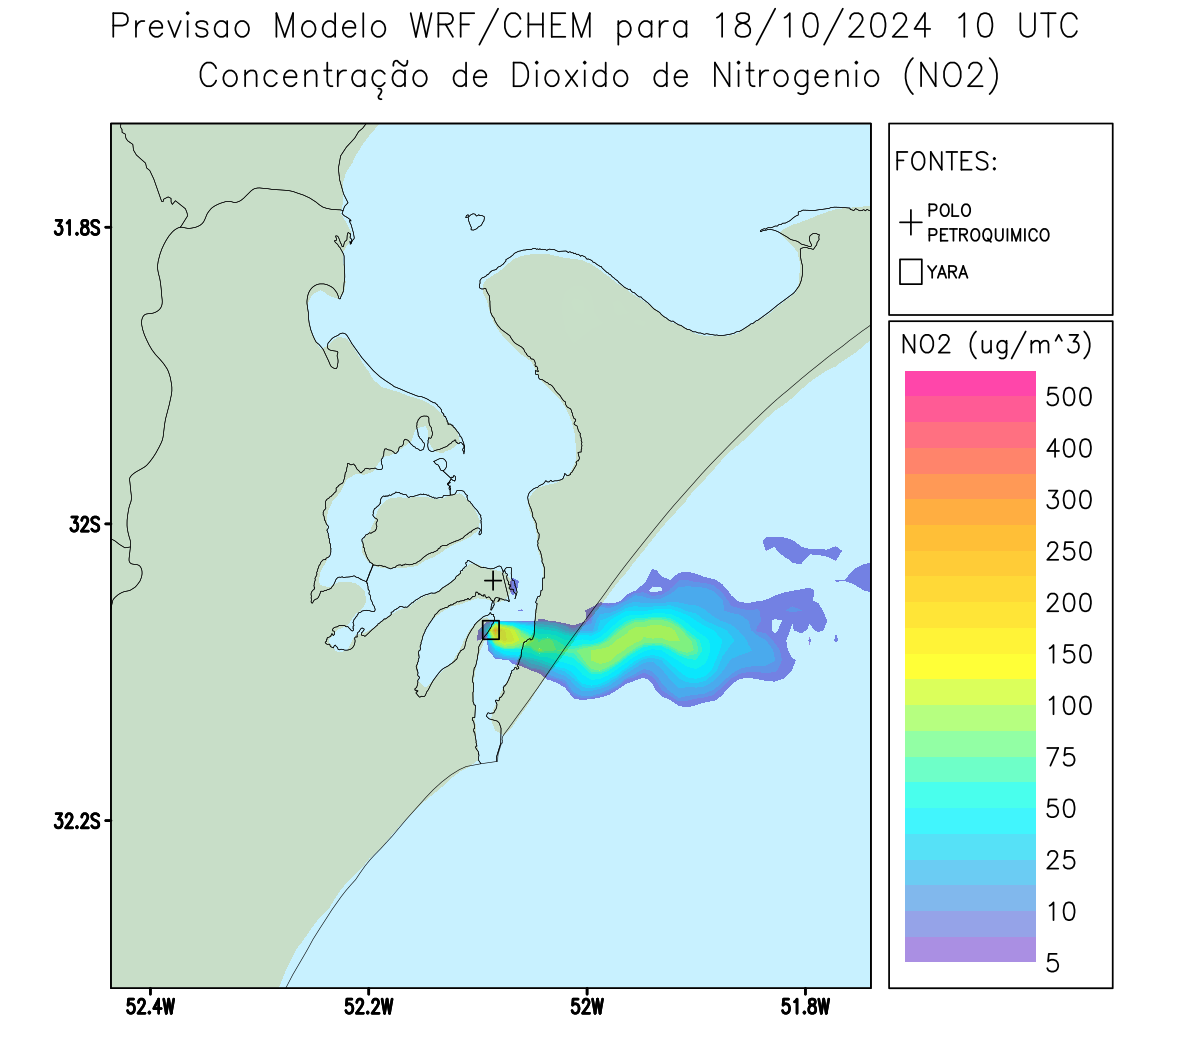 Previsao Modelo WRF/CHEM para 18/10/2024 10 UTC
Concentração de Dioxido de Nitrogenio (NO2)
FONTES:
POLO
PETROQUIMICO
YARA
NO2 (ug/m^3)
500
400
300
250
200
150
100
75
50
25
10
5
31.8S
32S
32.2S
52.4W
52.2W
52W
51.8W